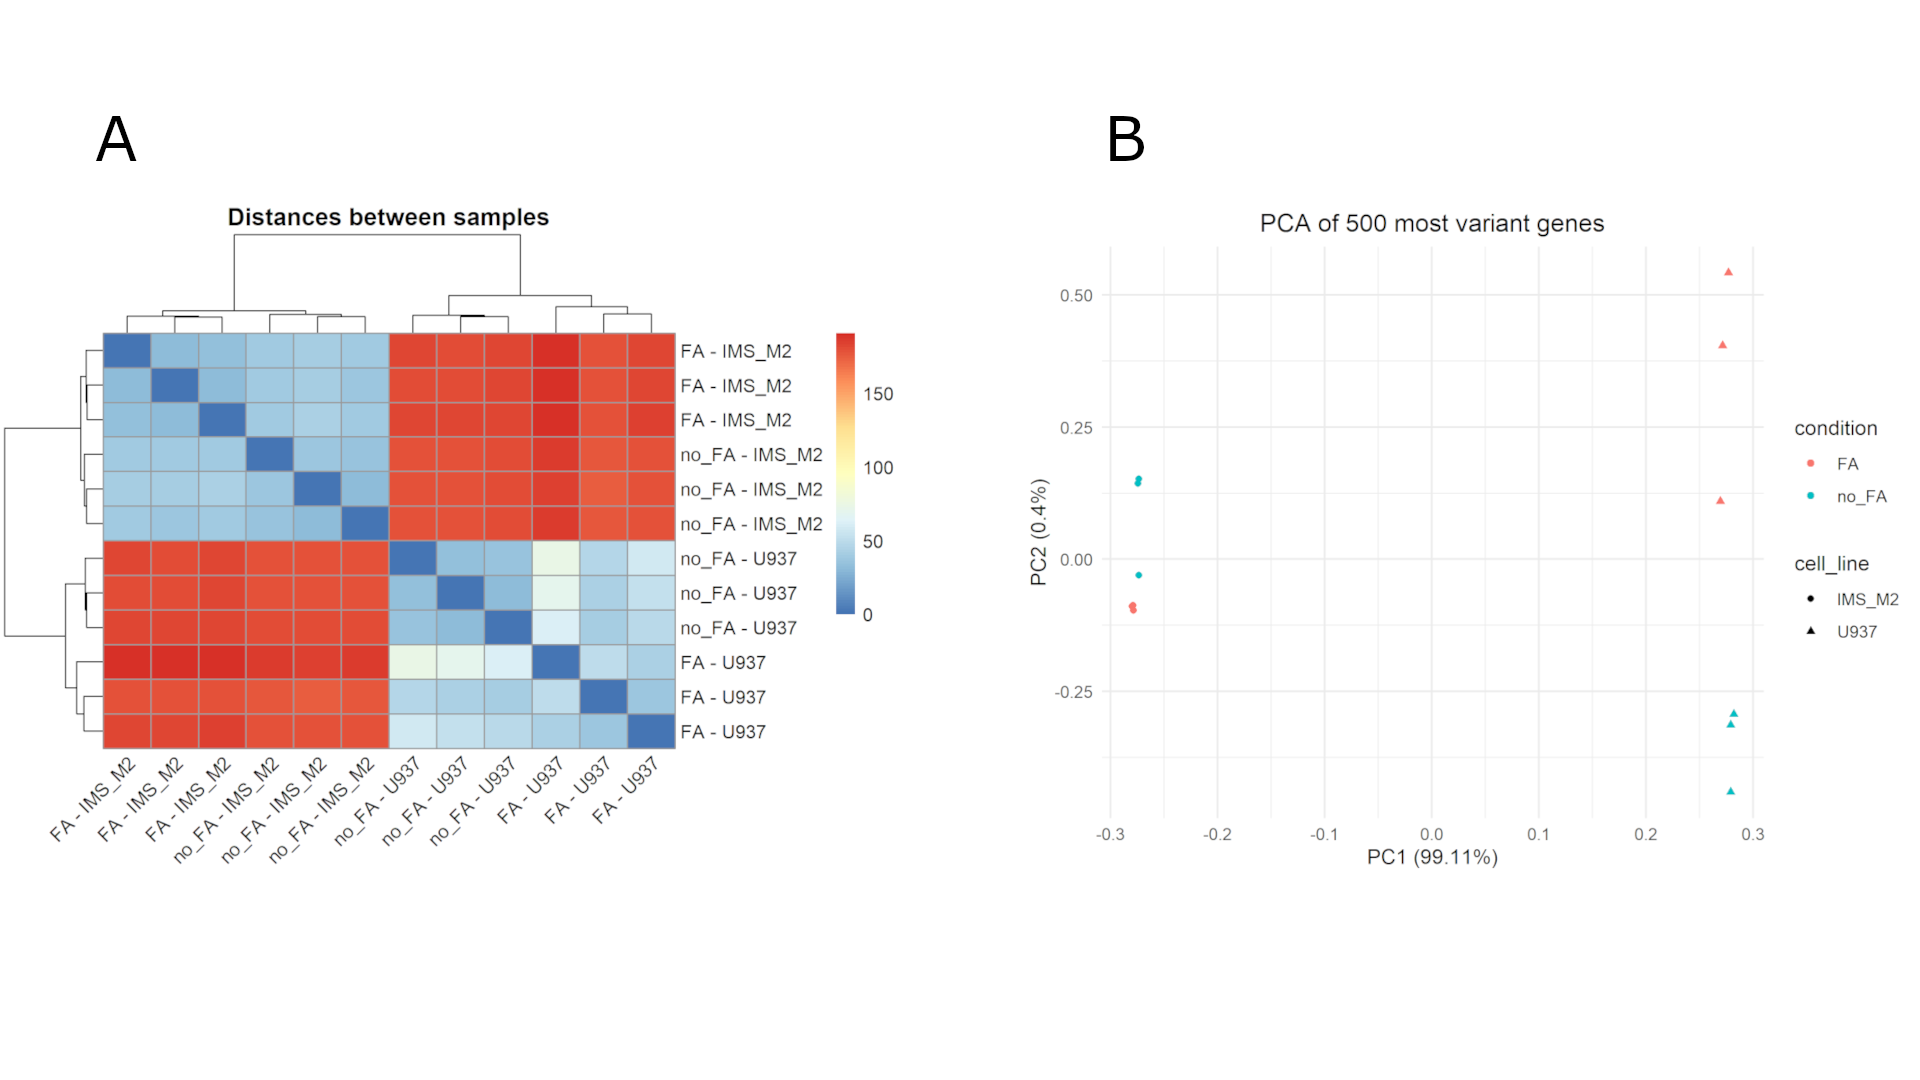 A
Distances between samples
FA - IMS_M2
FA - IMS_M2
FA - IMS_M2
no_FA - IMS_M2
no_FA - IMS_M2
no_FA - IMS_M2
no_FA - U937
no_FA - U937
no_FA - U937
FA - U937
FA - U937
FA - U937
150
100
50
0
FA - IMS_M2
FA - IMS_M2
FA - IMS_M2
no_FA - IMS_M2
no_FA - IMS_M2
no_FA - IMS_M2
no_FA - U937
no_FA - U937
no_FA - U937
FA - U937
FA - U937
FA - U937
B
PCA of 500 most variant genes
PC2 (0.4%)
0.50
0.25
0.00
-0.25
-0.3 -0.2 -0.1 0.0 0.1 0.2 0.3
PC1 (99.11%)
condition
FA
no_FA
cell_line
IMS_M2
U937